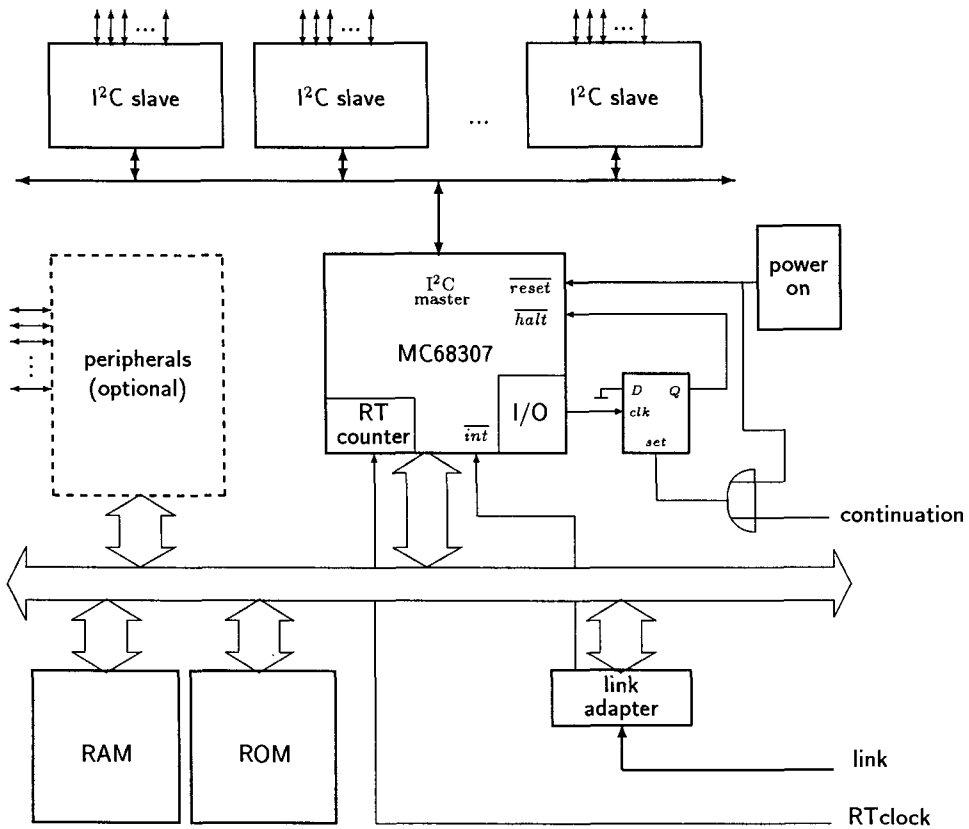 ...
...
...
I²C slave
I²C slave
I²C slave
...
power
on
I²C
master
reset
halt
MC68307
peripherals
(optional)
...
RT
counter
int
I/O
D
Q
clk
set
continuation
RAM
ROM
link
adapter
link
RTclock